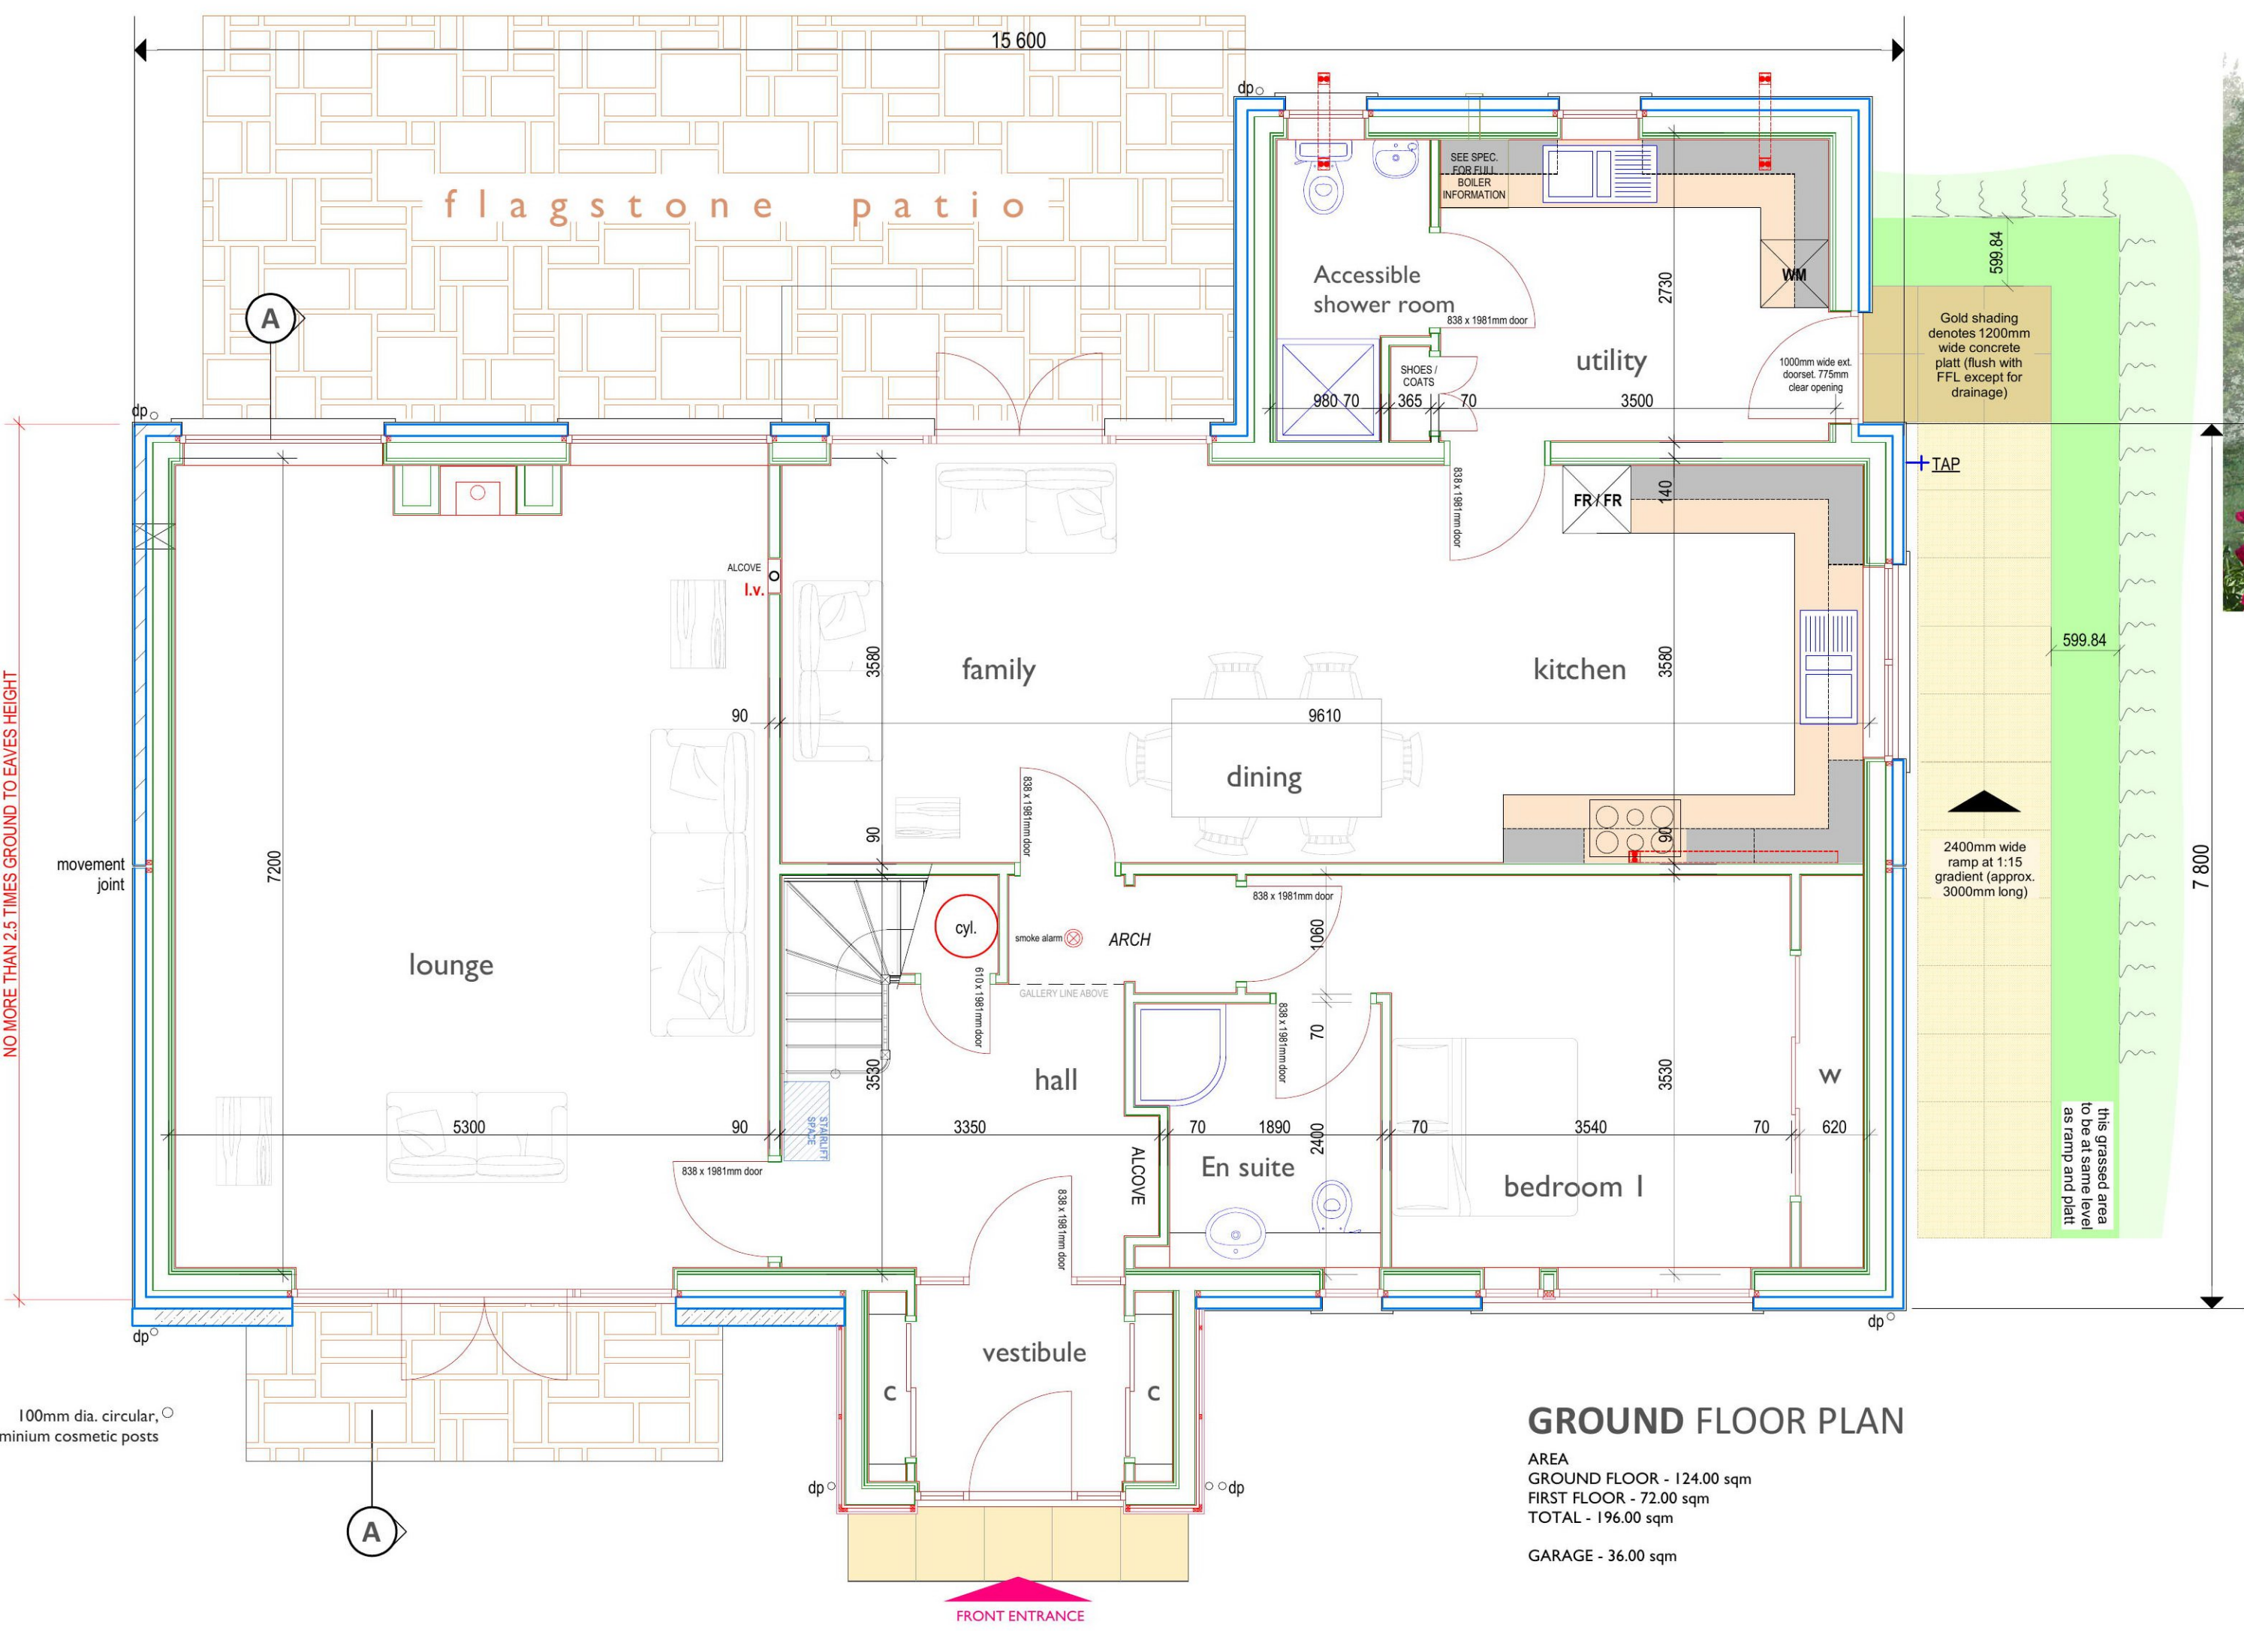 15 600
dp
flagstone patio
SEE SPEC.
FOR FULL
BOILER
INFORMATION
599.84
A
Accessible
shower room
838 x 1981mm door
2730
WM
Gold shading
denotes 1200mm
wide concrete
platt (flush with
FFL except for
drainage)
utility
1000mm wide ext.
doorset. 775mm
clear opening
SHOES /
COATS
980 70
365
70
3500
dp
TAP
838 x 1981mm door
FR / FR
140
ALCOVE
l.v.
NO MORE THAN 2.5 TIMES GROUND TO EAVES HEIGHT
3580
family
kitchen
3580
599.84
90
9610
dining
838 x 1981mm door
90
90
movement
joint
7200
2400mm wide
ramp at 1:15
gradient (approx.
3000mm long)
7 800
838 x 1981mm door
cyl.
smoke alarm
ARCH
1060
lounge
610 x 1981mm door
GALLERY LINE ABOVE
838 x 1981mm door
70
hall
3530
3530
w
STAIRLIFT
SPACE
5300
90
3350
70
1890
2400
70
3540
70
620
this grassed area
to be at same level
as ramp and platt
838 x 1981mm door
ALCOVE
En suite
bedroom 1
838 x 1981mm door
dp
dp
vestibule
c
c
100mm dia. circular,
minium cosmetic posts
GROUND FLOOR PLAN
AREA
GROUND FLOOR - 124.00 sqm
FIRST FLOOR - 72.00 sqm
TOTAL - 196.00 sqm
GARAGE - 36.00 sqm
dp
dp
A
FRONT ENTRANCE